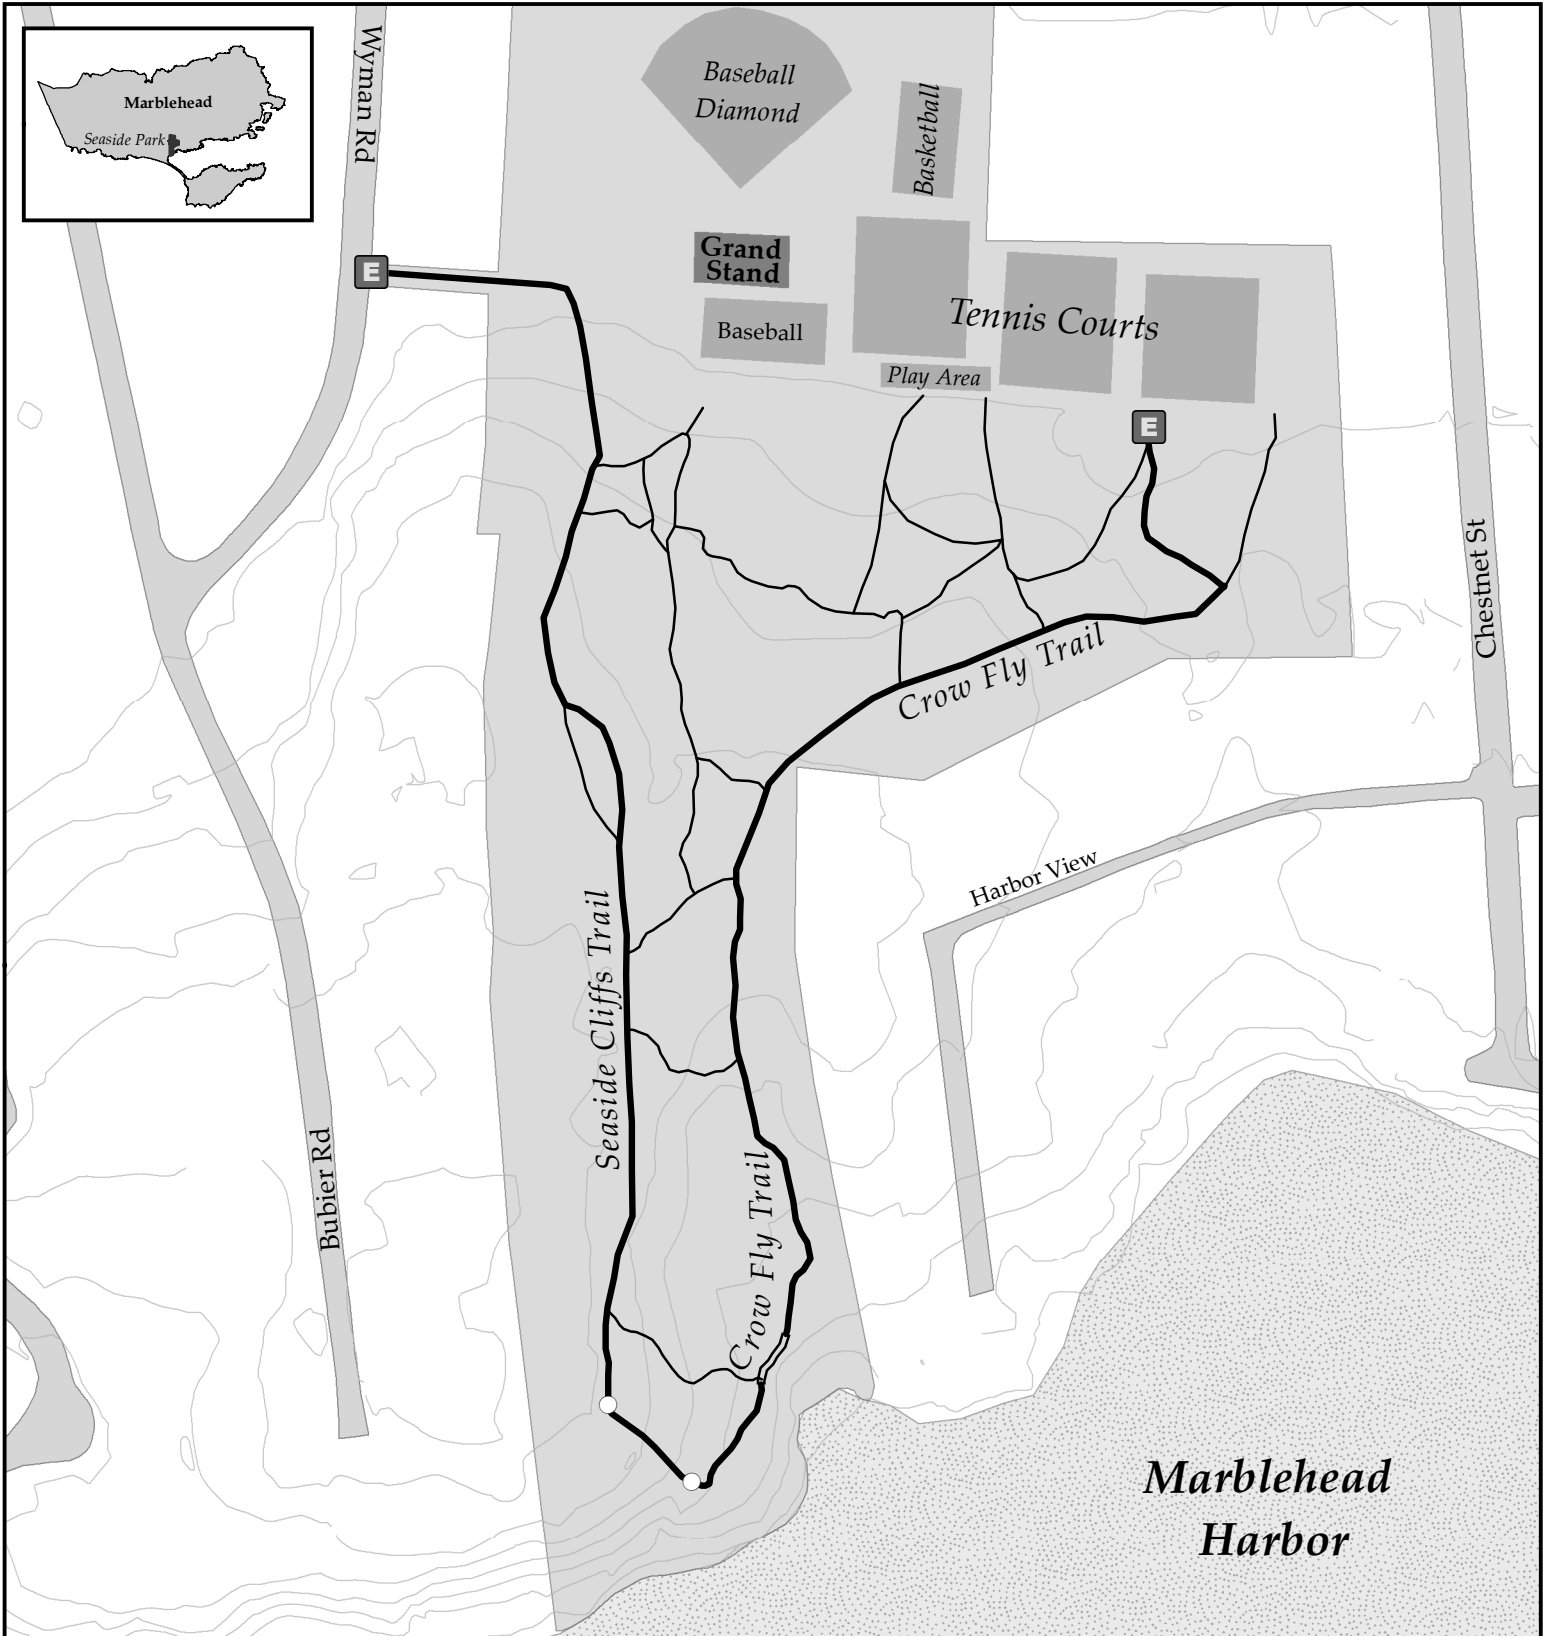 Wyman Rd
Marblehead
Seaside Park
Baseball
Diamond
Basketball
Grand
Stand
Baseball
Tennis Courts
Play Area
E
E
Chestnet St
Crow Fly Trail
Harbor View
Seaside Cliffs Trail
Bubier Rd
Crow Fly Trail
Marblehead
Harbor